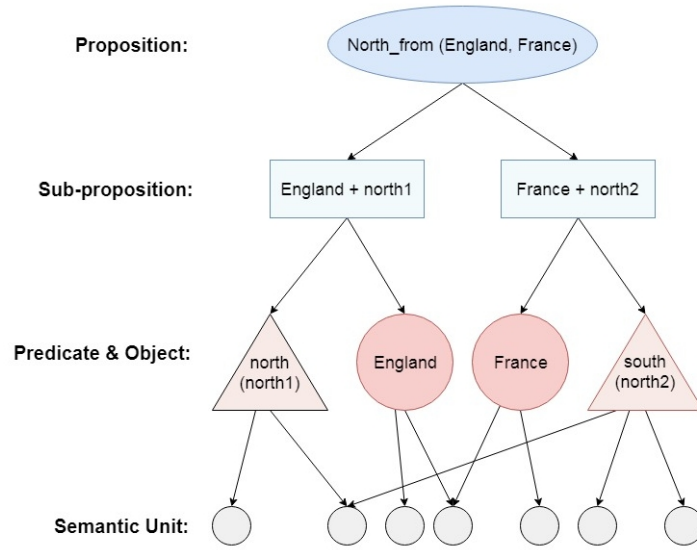 Proposition:
North_from (England, France)
Sub-proposition:
England + north1
France + north2
Predicate & Object:
north
(north1)
England
France
south
(north2)
Semantic Unit: